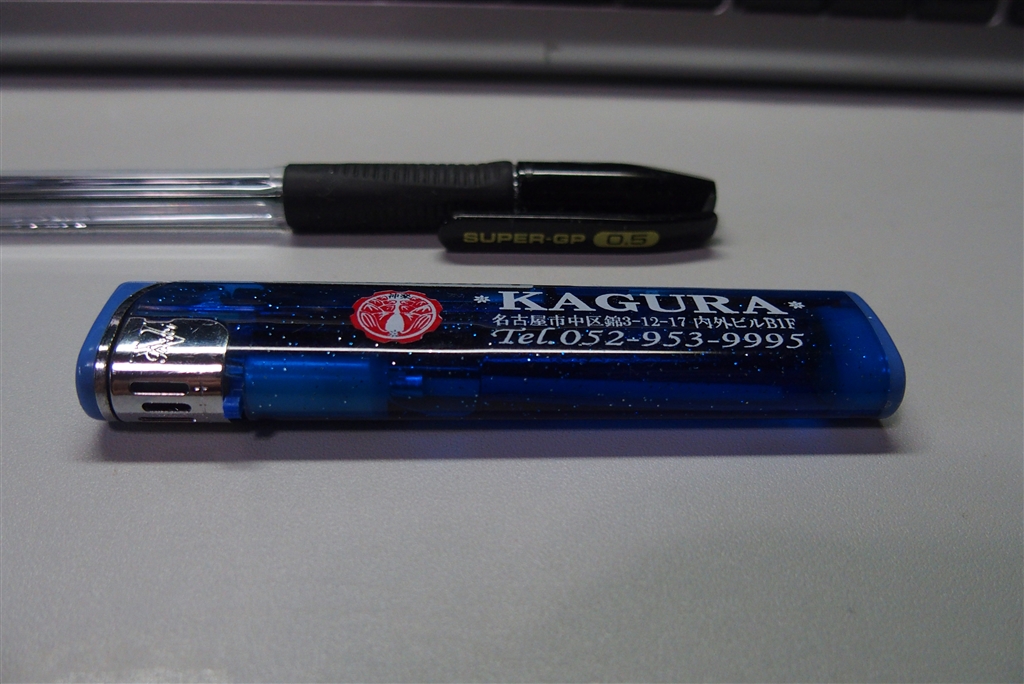 SUPER-GP 0.5
*KAGURA*
名古屋市中区錦3-12-17 内外ビルB1F
Tel.052-953-9995